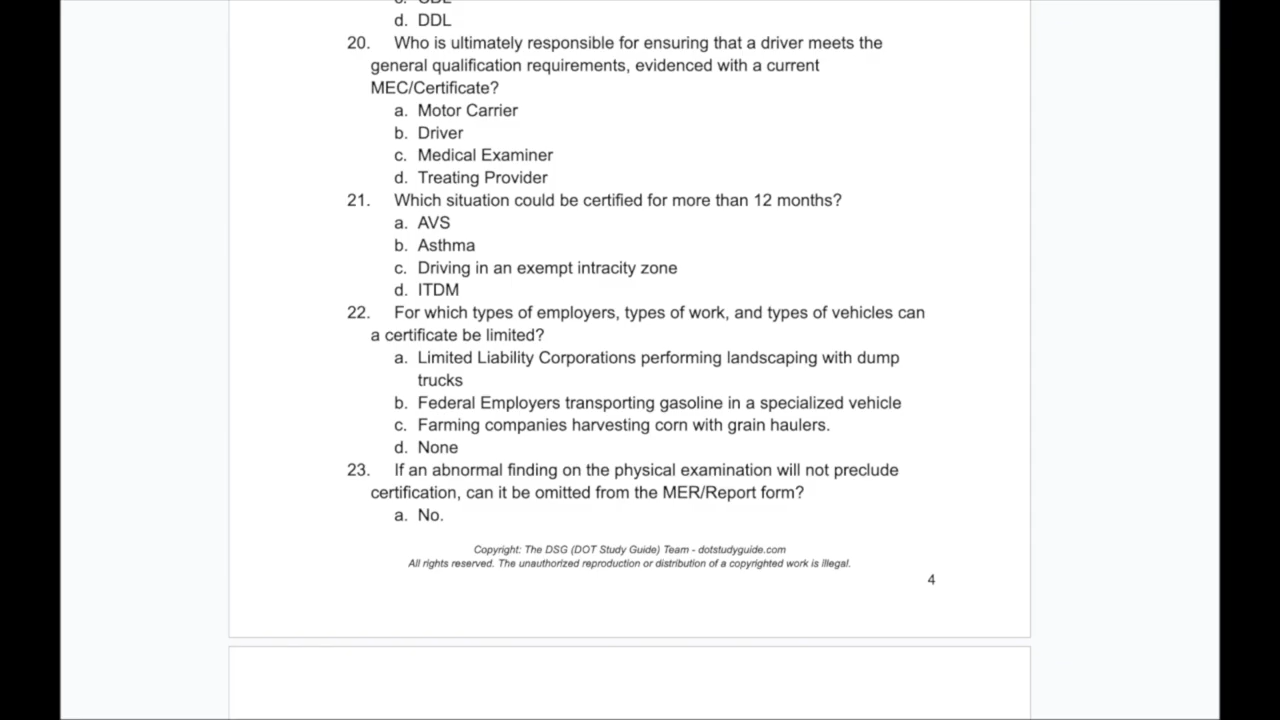 d. DDL
20. Who is ultimately responsible for ensuring that a driver meets the
general qualification requirements, evidenced with a current
MEC/Certificate?
a. Motor Carrier
b. Driver
c. Medical Examiner
d. Treating Provider
21. Which situation could be certified for more than 12 months?
a. AVS
b. Asthma
c. Driving in an exempt intracity zone
d. ITDM
22. For which types of employers, types of work, and types of vehicles can
a certificate be limited?
a. Limited Liability Corporations performing landscaping with dump
trucks
b. Federal Employers transporting gasoline in a specialized vehicle
c. Farming companies harvesting corn with grain haulers.
d. None
23. If an abnormal finding on the physical examination will not preclude
certification, can it be omitted from the MER/Report form?
a. No.
Copyright: The DSG (DOT Study Guide) Team - dotstudyguide.com
All rights reserved. The unauthorized reproduction or distribution of a copyrighted work is illegal.
4